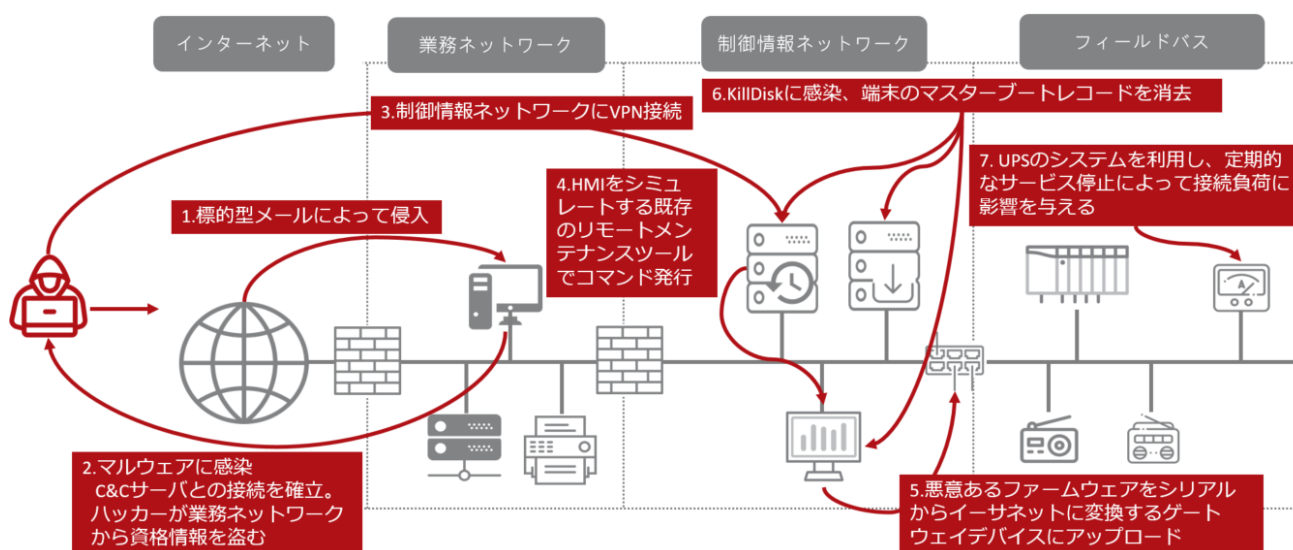 インターネット
業務ネットワーク
制御情報ネットワーク
フィールドバス
6.KillDiskに感染、端末のマスターブートレコードを消去
3.制御情報ネットワークにVPN接続
7. UPSのシステムを利用し、定期的
なサービス停止によって接続負荷に
影響を与える
4.HMIをシミュ
レートする既存
のリモートメン
テナンスツール
でコマンド発行
1.標的型メールによって侵入
A
2.マルウェアに感染
C&Cサーバとの接続を確立。
ハッカーが業務ネットワーク
から資格情報を盗む
5.悪意あるファームウェアをシリアル
からイーサネットに変換するゲート
ウェイデバイスにアップロード